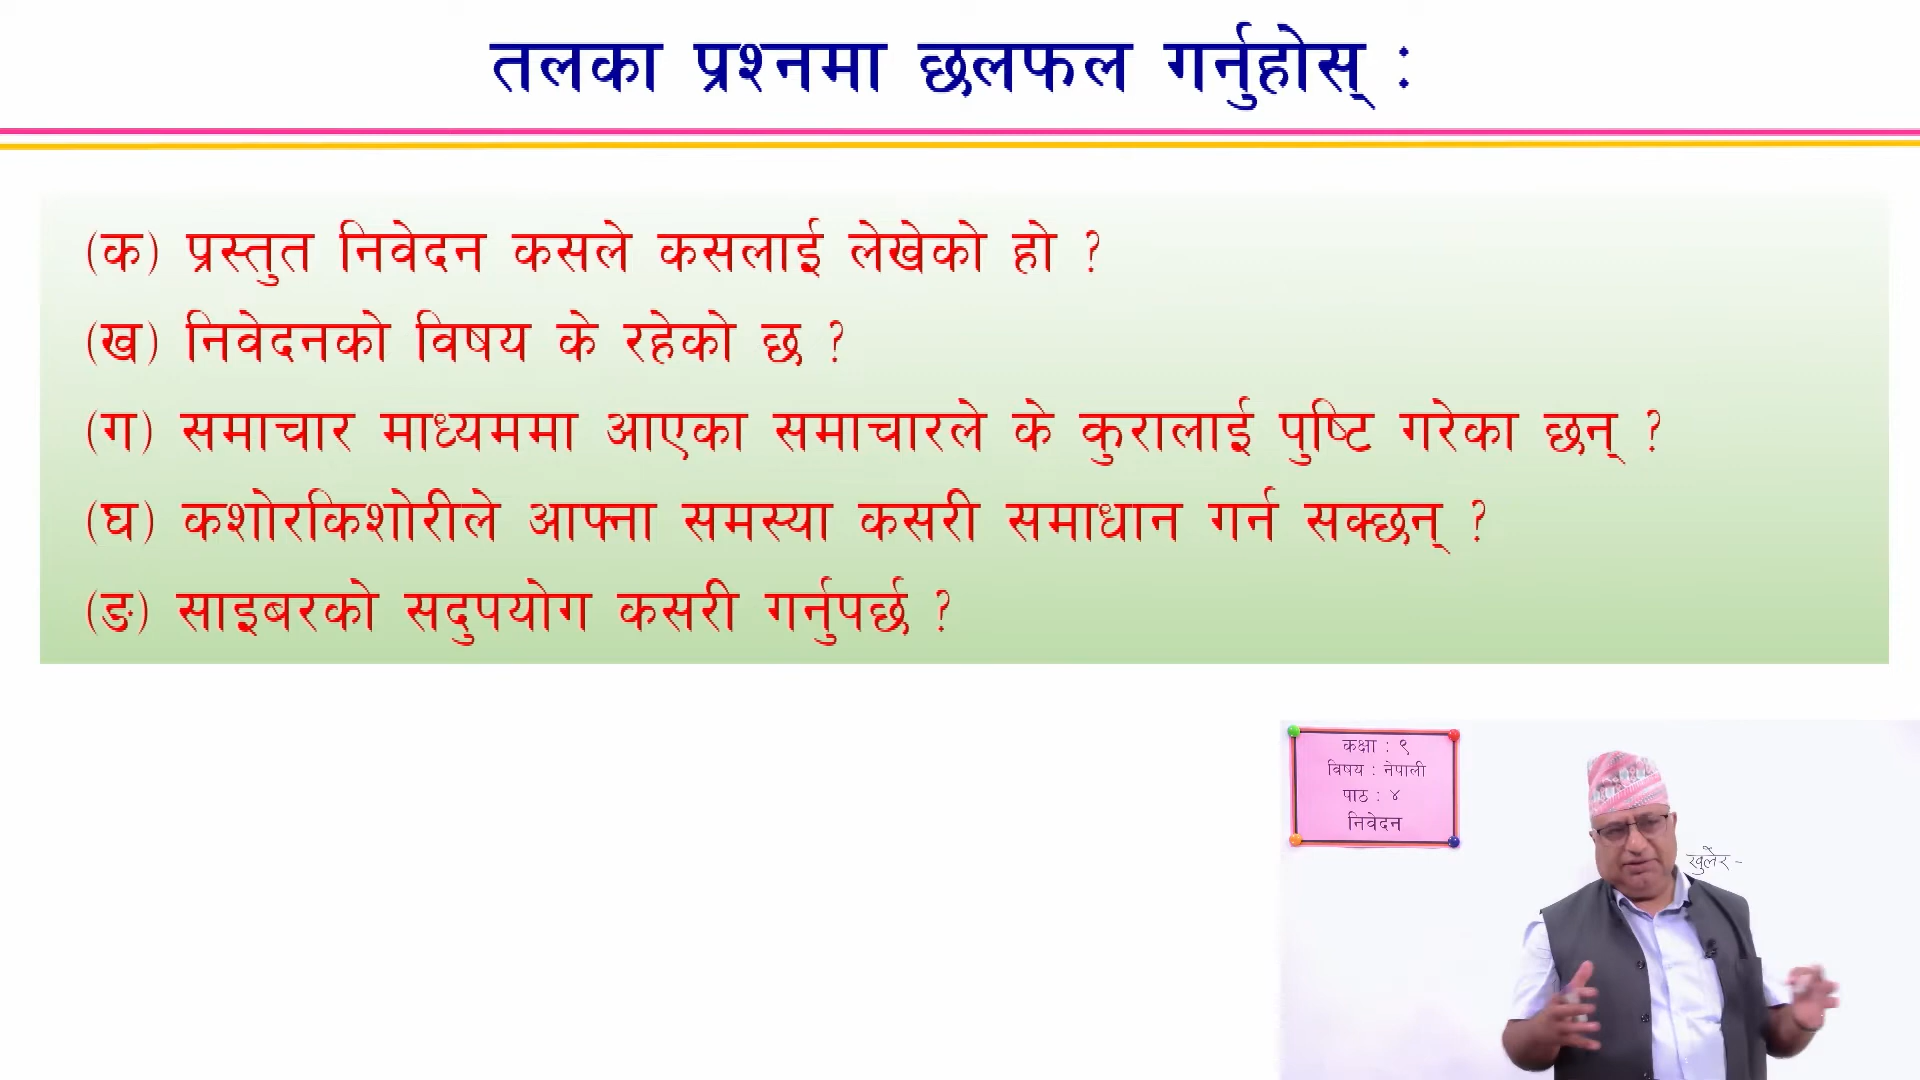 तलका प्रश्नमा छलफल गर्नुहोस् :
(क) प्रस्तुत निवेदन कसले कसलाई लेखेको हो ?
(ख) निवेदनको विषय के रहेको छ ?
(ग) समाचार माध्यममा आएका समाचारले के कुरालाई पुष्टि गरेका छन् ?
(घ) कशोरकिशोरीले आफ्ना समस्या कसरी समाधान गर्न सक्छन् ?
(ङ) साइबरको सदुपयोग कसरी गर्नुपर्छ ?
कक्षा : ९
विषय : नेपाली
पाठ : ४
निवेदन
खुलेर -